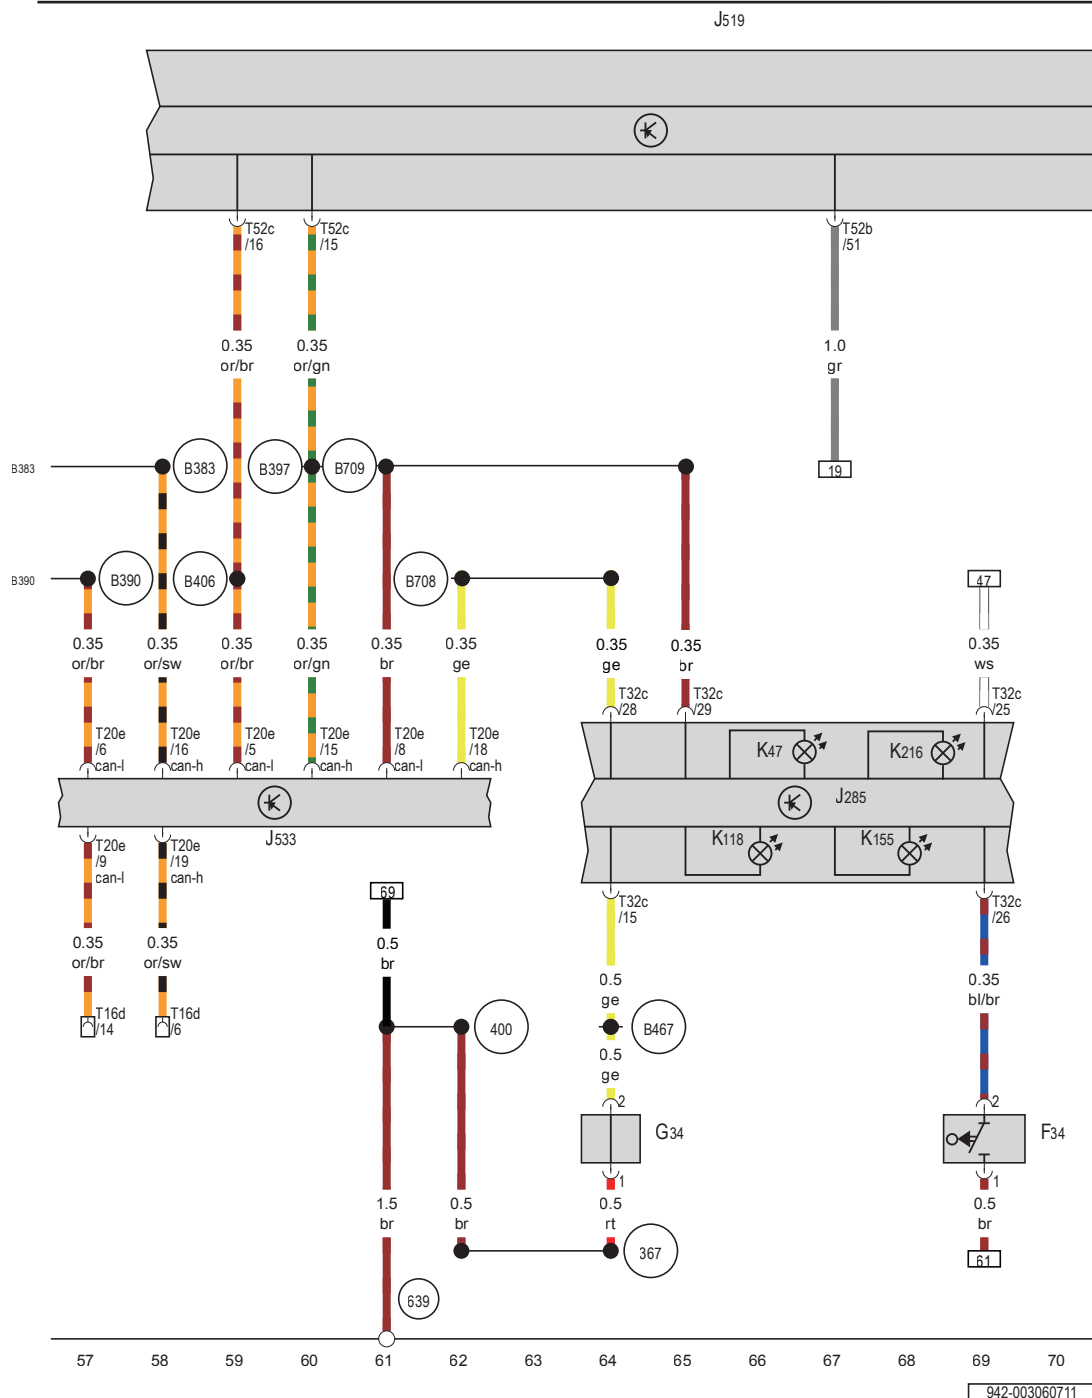 J519
T52c
/16
T52c
/15
T52b
/51
0.35
or/br
0.35
or/gn
1.0
gr
B383
B383
B397
B709
19
B390
B390
B406
B708
47
0.35
or/br
0.35
or/sw
0.35
or/br
0.35
or/gn
0.35
br
0.35
ge
0.35
ge
0.35
br
0.35
ws
T32c
/28
T32c
/29
T32c
/25
T20e
/6
can-l
T20e
/16
can-h
T20e
/5
can-l
T20e
/15
can-h
T20e
/8
can-l
T20e
/18
can-h
K47
K216
J285
J533
K118
K155
T20e
/9
can-l
T20e
/19
can-h
69
T32c
/15
T32c
/26
0.35
or/br
0.35
or/sw
0.5
br
0.5
ge
0.35
bl/br
T16d
/14
T16d
/6
400
B467
0.5
ge
2
2
G34
F34
1
1
1.5
br
0.5
br
0.5
rt
0.5
br
367
61
639
57 58 59 60 61 62 63 64 65 66 67 68 69 70
942-003060711